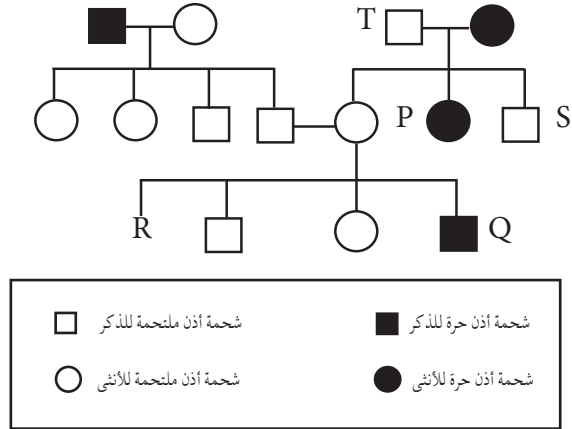 T
P
S
R
Q
شحمة أذن حرة للذكر
شحمة أذن ملتحمة للذكر
شحمة أذن حرة للأنثى
شحمة أذن ملتحمة للأنثى